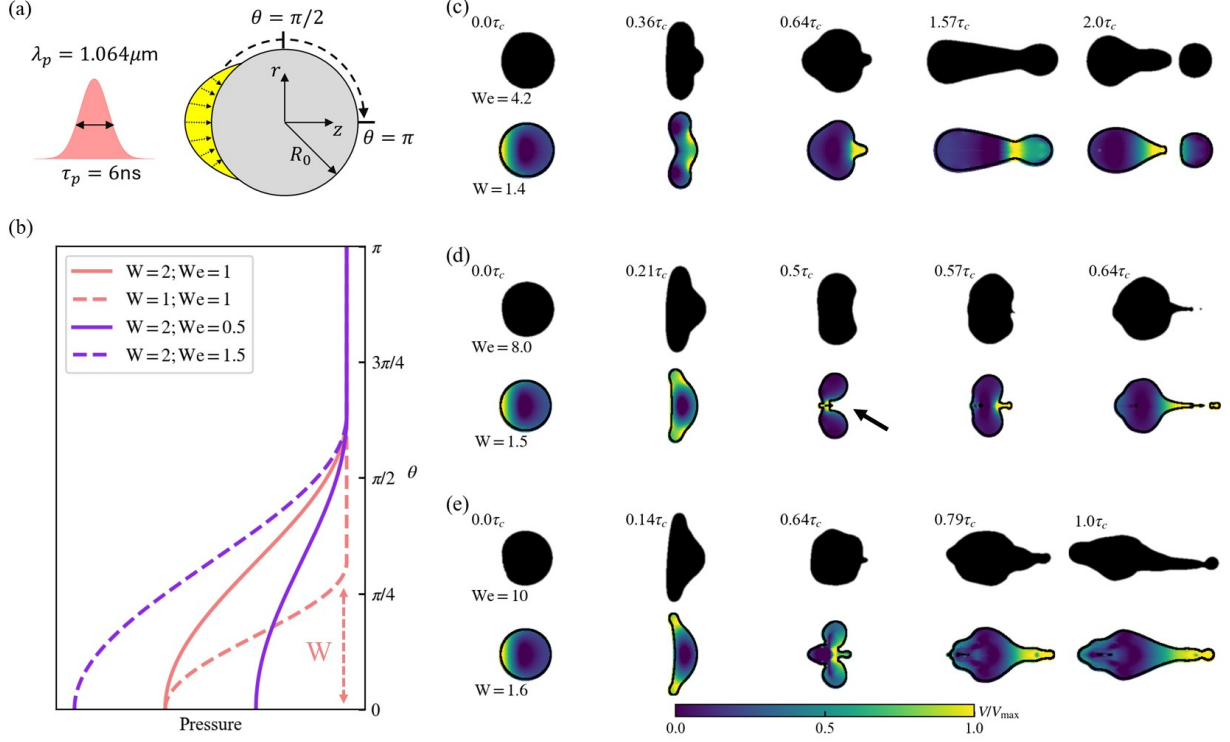 (a)
λp = 1.064μm
τp = 6ns
θ = π/2
r
z
R0
θ = π
(b)
W = 2; We = 1
W = 1; We = 1
W = 2; We = 0.5
W = 2; We = 1.5
π
3π/4
π/2 θ
π/4
W
0
Pressure
(c)
0.0τc 0.36τc 0.64τc 1.57τc 2.0τc
We = 4.2
W = 1.4
(d)
0.0τc 0.21τc 0.5τc 0.57τc 0.64τc
We = 8.0
W = 1.5
(e)
0.0τc 0.14τc 0.64τc 0.79τc 1.0τc
We = 10
W = 1.6
V/Vmax
0.0 0.5 1.0